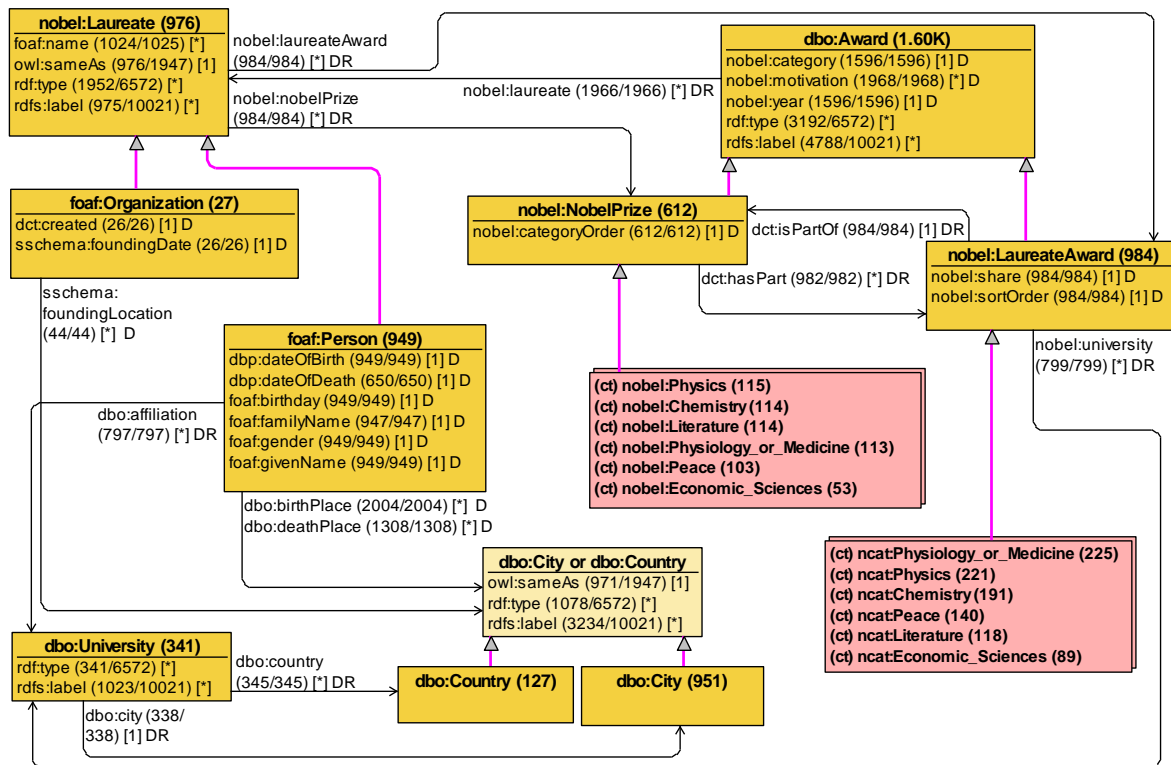 nobel:Laureate (976)
foaf:name (1024/1025) [*]
owl:sameAs (976/1947) [1]
rdf:type (1952/6572) [*]
rdfs:label (975/10021) [*]
nobel:laureateAward
(984/984) [*] DR
nobel:nobelPrize
(984/984) [*] DR
nobel:laureate (1966/1966) [*] DR
dbo:Award (1.60K)
nobel:category (1596/1596) [1] D
nobel:motivation (1968/1968) [*] D
nobel:year (1596/1596) [1] D
rdf:type (3192/6572) [*]
rdfs:label (4788/10021) [*]
foaf:Organization (27)
dct:created (26/26) [1] D
sschema:foundingDate (26/26) [1] D
nobel:NobelPrize (612)
nobel:categoryOrder (612/612) [1] D
dct:isPartOf (984/984) [1] DR
dct:hasPart (982/982) [*] DR
nobel:LaureateAward (984)
nobel:share (984/984) [1] D
nobel:sortOrder (984/984) [1] D
sschema:
foundingLocation
(44/44) [*] D
foaf:Person (949)
dbp:dateOfBirth (949/949) [1] D
dbp:dateOfDeath (650/650) [1] D
foaf:birthday (949/949) [1] D
foaf:familyName (947/947) [1] D
foaf:gender (949/949) [1] D
foaf:givenName (949/949) [1] D
nobel:university
(799/799) [*] DR
dbo:affiliation
(797/797) [*] DR
(ct) nobel:Physics (115)
(ct) nobel:Chemistry (114)
(ct) nobel:Literature (114)
(ct) nobel:Physiology_or_Medicine (113)
(ct) nobel:Peace (103)
(ct) nobel:Economic_Sciences (53)
dbo:birthPlace (2004/2004) [*] D
dbo:deathPlace (1308/1308) [*] D
dbo:City or dbo:Country
owl:sameAs (971/1947) [1]
rdf:type (1078/6572) [*]
rdfs:label (3234/10021) [*]
(ct) ncat:Physiology_or_Medicine (225)
(ct) ncat:Physics (221)
(ct) ncat:Chemistry (191)
(ct) ncat:Peace (140)
(ct) ncat:Literature (118)
(ct) ncat:Economic_Sciences (89)
dbo:University (341)
rdf:type (341/6572) [*]
rdfs:label (1023/10021) [*]
dbo:country
(345/345) [*] DR
dbo:Country (127)
dbo:City (951)
dbo:city (338/
338) [1] DR